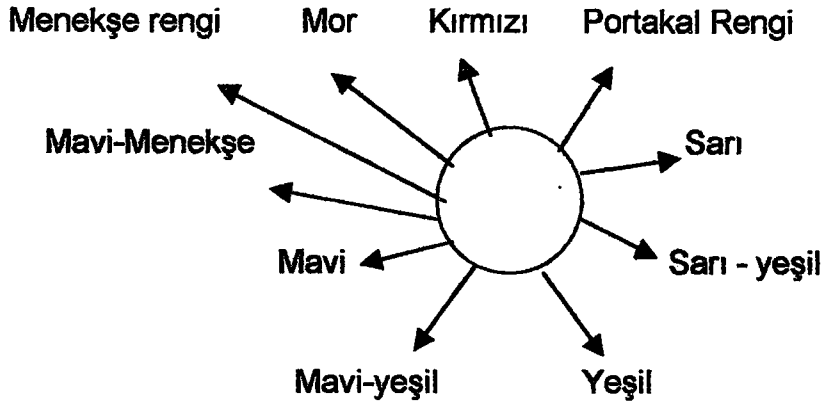 Menekşe rengi Mor Kırmızı Portakal Rengi
Mavi-Menekşe Sarı
Mavi Sarı - yeşil
Mavi-yeşil Yeşil